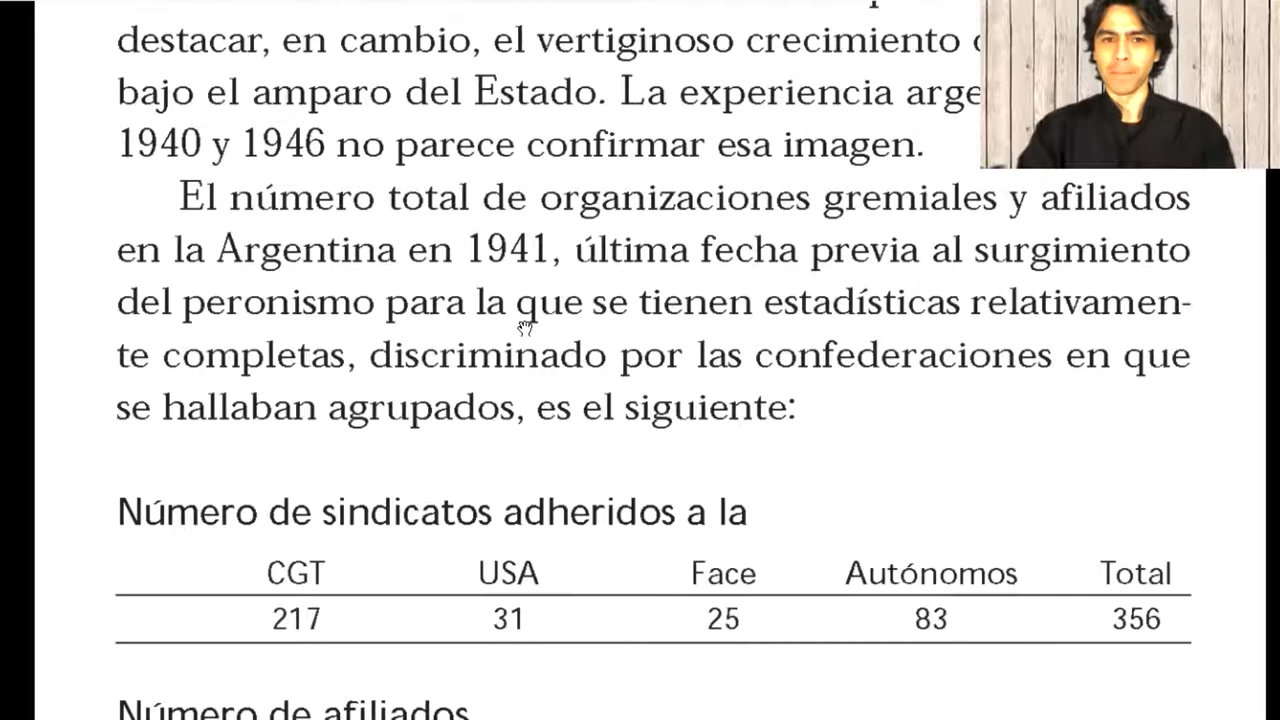 destacar, en cambio, el vertiginoso crecimiento
bajo el amparo del Estado. La experiencia
1940 y 1946 no parece confirmar esa imagen.
El número total de organizaciones gremiales y afiliados
en la Argentina en 1941, última fecha previa al surgimiento
del peronismo para la que se tienen estadísticas relativamen-
te completas, discriminado por las confederaciones en que
se hallaban agrupados, es el siguiente:
Número de sindicatos adheridos a la
CGT USA Face Autónomos Total
217 31 25 83 356
Número de afiliados